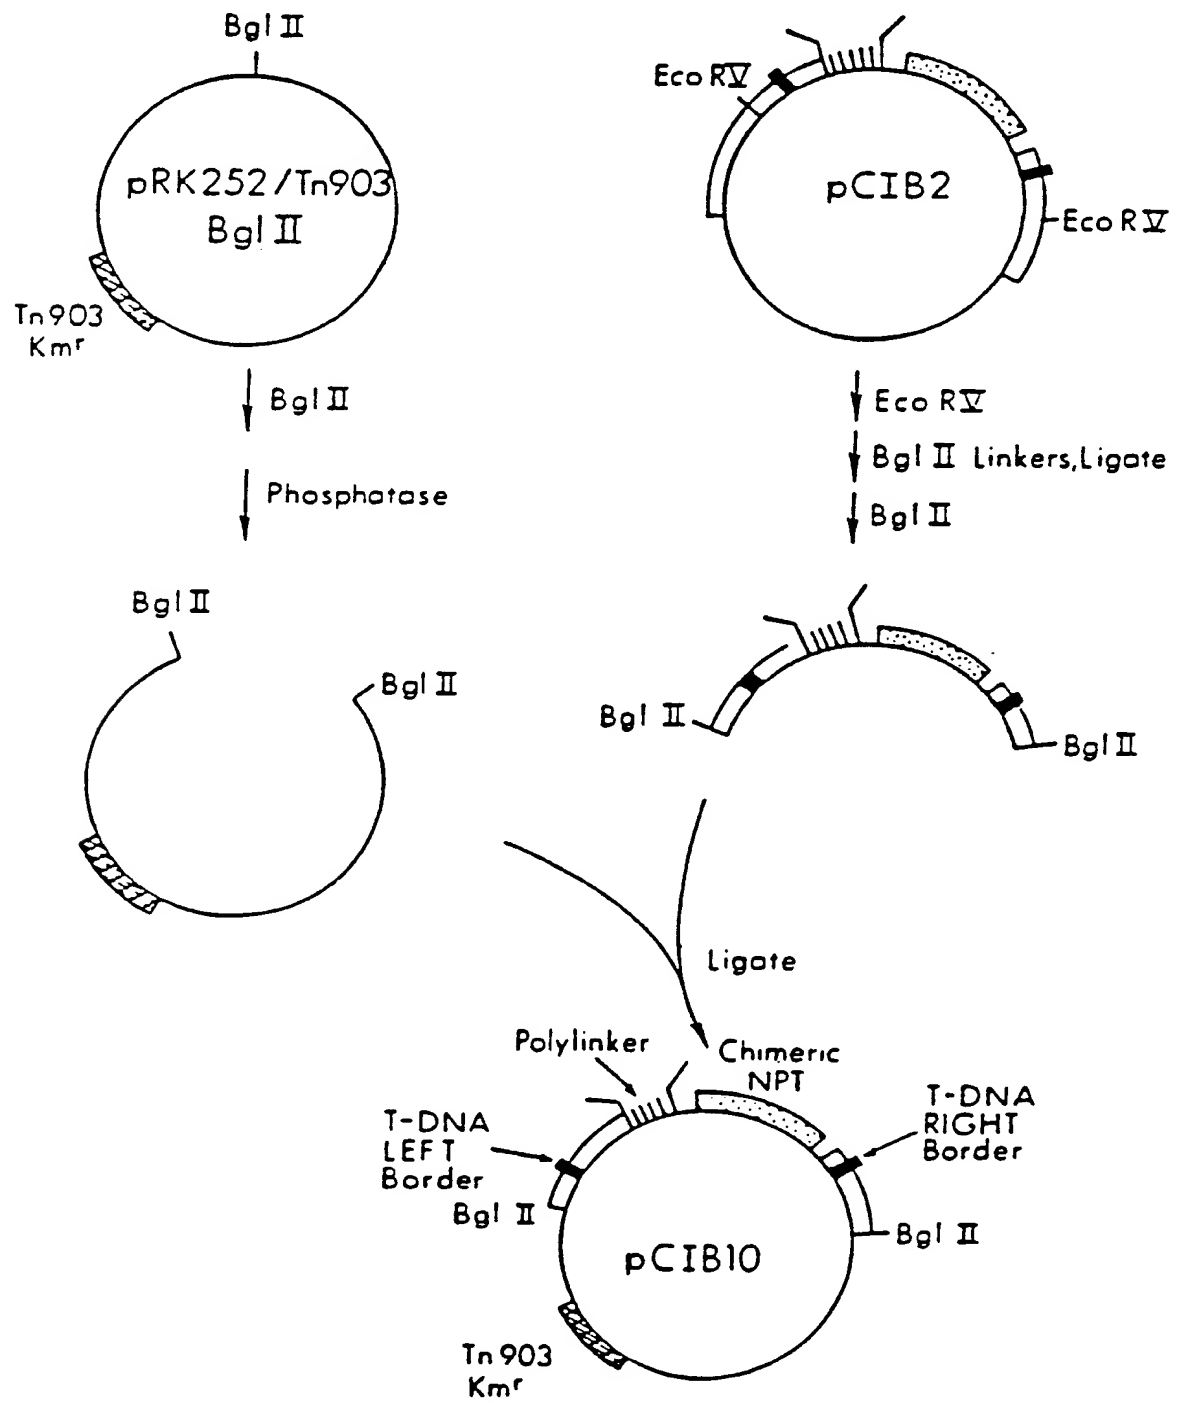 Bgl II
pRK252/Tn903
Bgl II
Tn903
Kmr
Bgl II
Phosphatase
Bgl II
Bgl II
Eco RV
pCIB2
Eco RV
Eco RV
Bgl II Linkers,Ligate
Bgl II
Bgl II
Bgl II
Ligate
Polylinker
Chimeric
NPT
T-DNA
LEFT
Border
T-DNA
RIGHT
Border
Bgl II
Bgl II
pCIB10
Tn903
Kmr